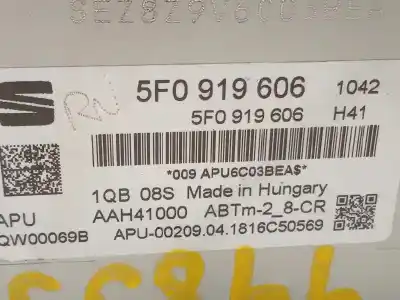 5F0 919 606 1042
5F0 919 606 H41
*009 APU6C03BEA$*
1QB 08S Made in Hungary
APU AAH41000 ABTm-2_8-CR
QW00069B APU-00209.04.1816C50569